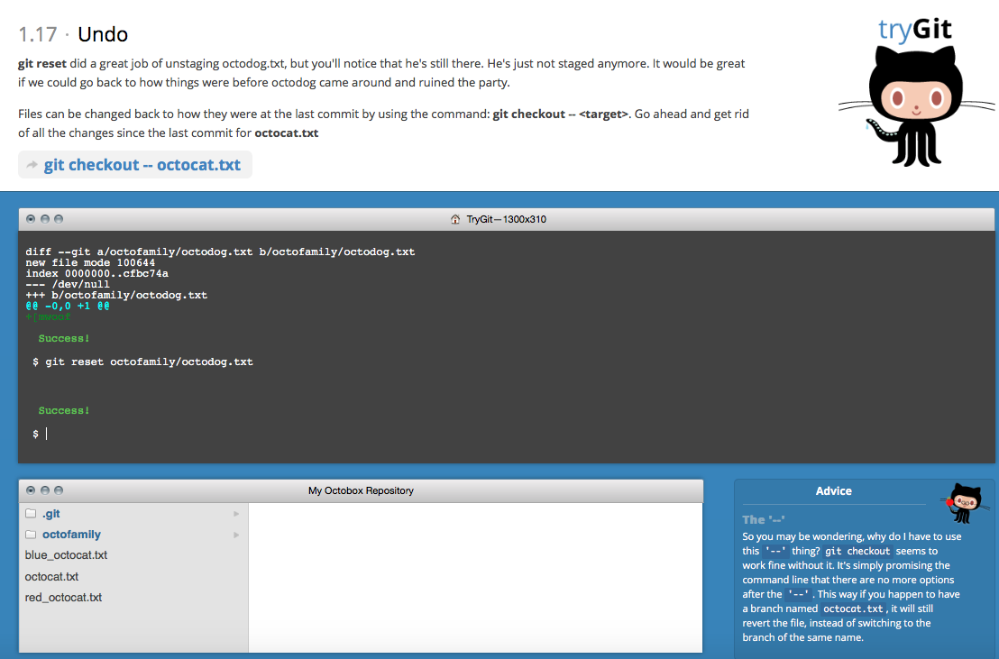 1.17 · Undo
tryGit
git reset did a great job of unstaging octodog.txt, but you'll notice that he's still there. He's just not staged anymore. It would be great
if we could go back to how things were before octodog came around and ruined the party.
Files can be changed back to how they were at the last commit by using the command: git checkout -- <target>. Go ahead and get rid
of all the changes since the last commit for octocat.txt
git checkout -- octocat.txt
TryGit—1300x310
diff --git a/octofamily/octodog.txt b/octofamily/octodog.txt
new file mode 100644
index 0000000..cfbc74a
--- /dev/null
+++ b/octofamily/octodog.txt
@@ -0,0 +1 @@
+[mwoof
Success!
$ git reset octofamily/octodog.txt
Success!
$
My Octobox Repository
.git
octofamily
blue_octocat.txt
octocat.txt
red_octocat.txt
Advice
The '--'
So you may be wondering, why do I have to use
this '--' thing? git checkout seems to
work fine without it. It's simply promising the
command line that there are no more options
after the '--'. This way if you happen to have
a branch named octocat.txt, it will still
revert the file, instead of switching to the
branch of the same name.